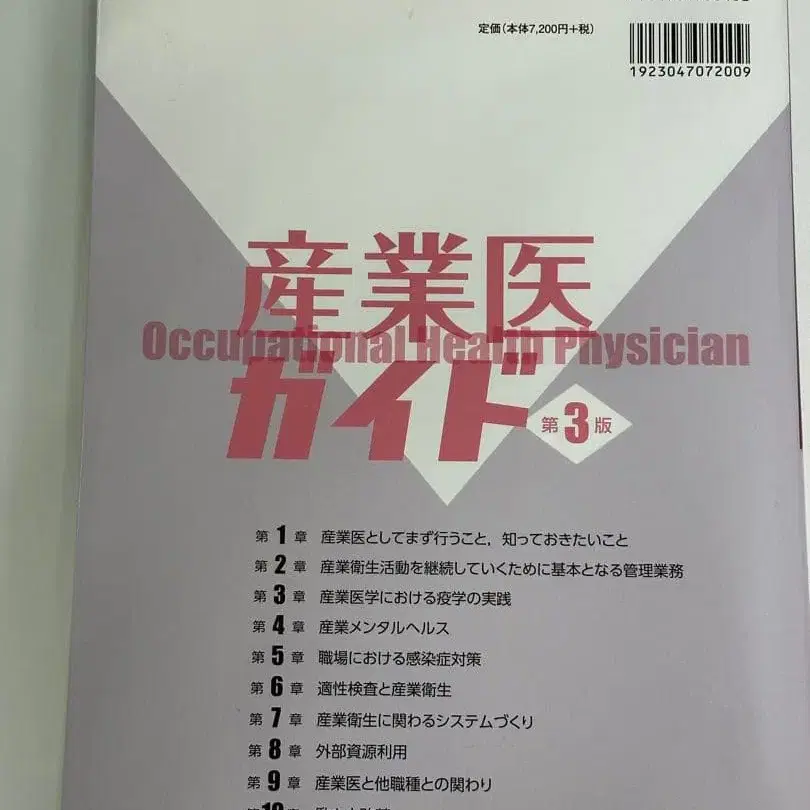 定価(本体7,200円+税)
1923047072009
産業医
Occupational Health Physician
ガイド 第3版
第1章 産業医としてまず行うこと，知っておきたいこと
第2章 産業衛生活動を継続していくために基本となる管理業務
第3章 産業医学における疫学の実践
第4章 産業メンタルヘルス
第5章 職場における感染症対策
第6章 適性検査と産業衛生
第7章 産業衛生に関わるシステムづくり
第8章 外部資源利用
第9章 産業医と他職種との関わり